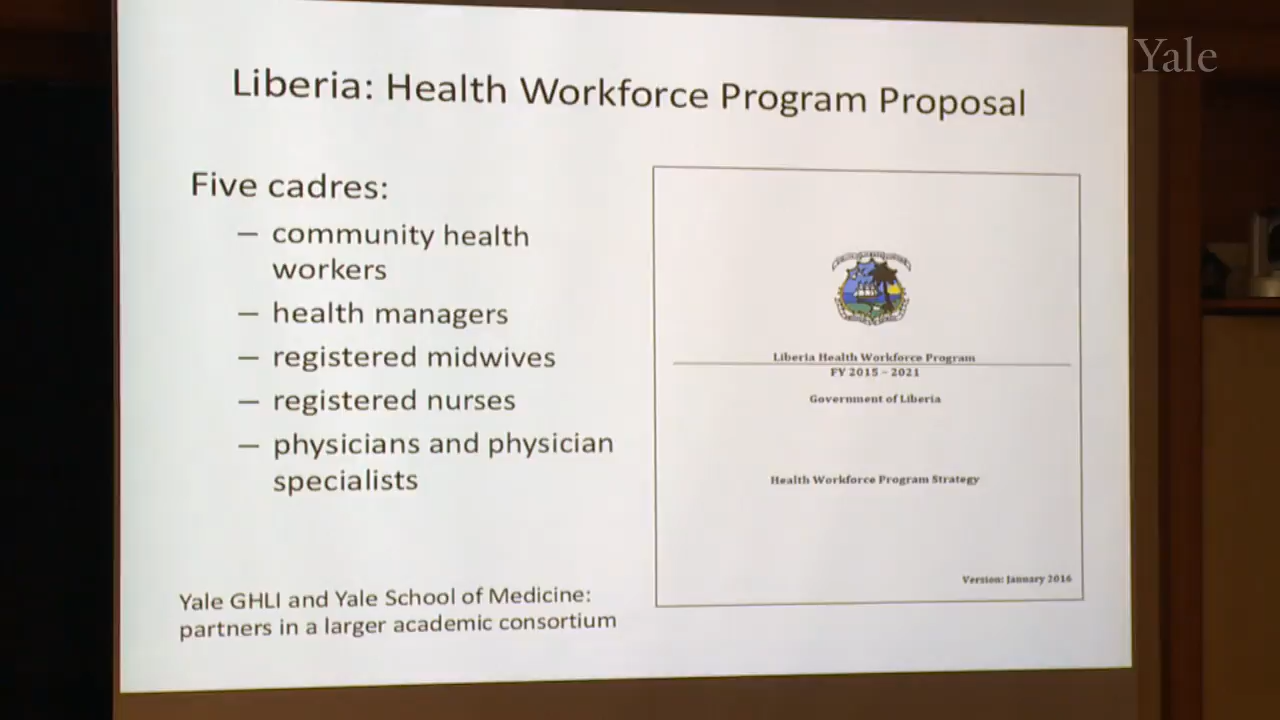 Yale
Liberia: Health Workforce Program Proposal
Five cadres:
— community health
workers
— health managers
— registered midwives
— registered nurses
— physicians and physician
specialists
Yale GHLI and Yale School of Medicine:
partners in a larger academic consortium
Liberia Health Workforce Program
FY 2015 – 2021
Government of Liberia
Health Workforce Program Strategy
Version: January 2016